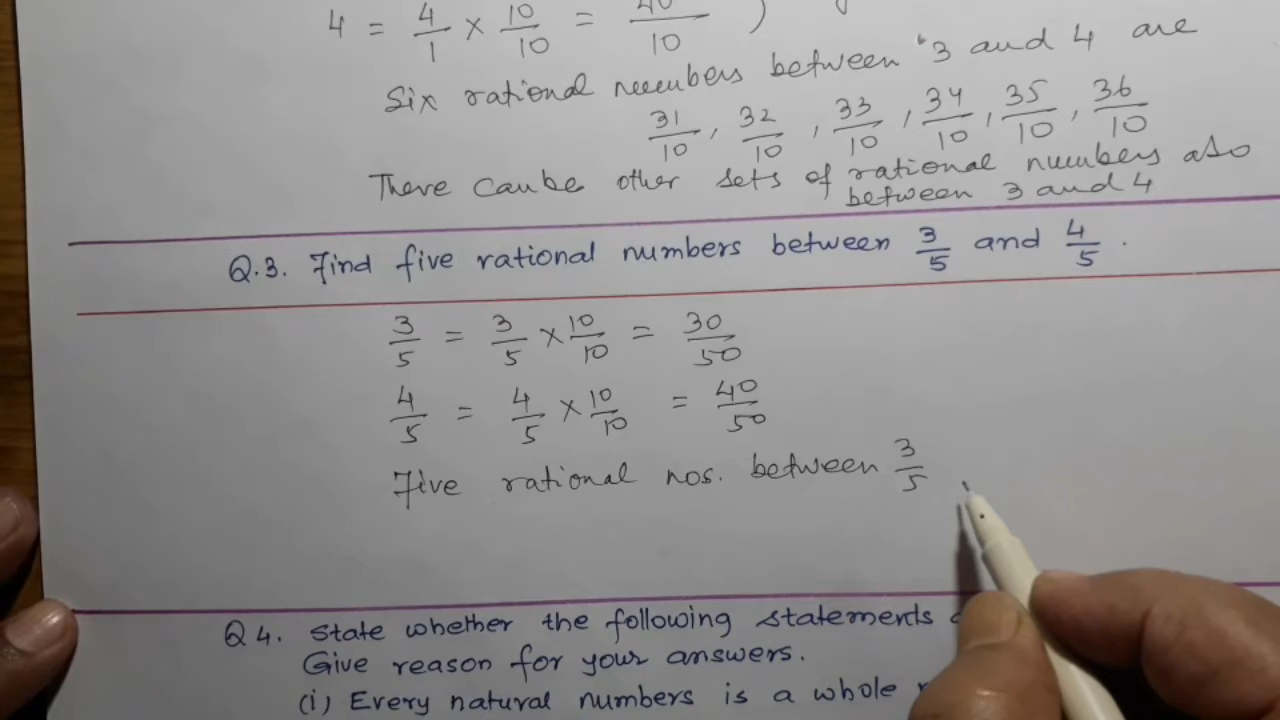 4 = 4/1 × 10/10 = 40/10 )
Six rational numbers between 3 and 4 are
31/10, 32/10, 33/10, 34/10, 35/10, 36/10
There can be other sets of rational numbers also
between 3 and 4
Q.3. Find five rational numbers between 3/5 and 4/5.
3/5 = 3/5 × 10/10 = 30/50
4/5 = 4/5 × 10/10 = 40/50
Five rational nos. between 3/5
Q4. State whether the following statements
Give reason for your answers.
(i) Every natural numbers is a whole